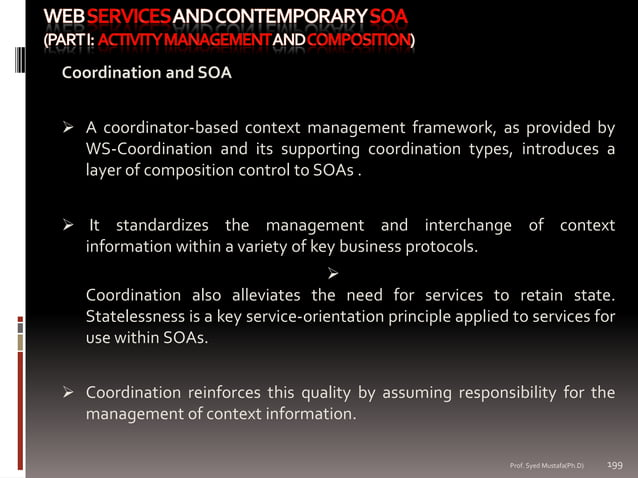 WEB SERVICES AND CONTEMPORARY SOA
(PART I: ACTIVITY MANAGEMENT AND COMPOSITION)
Coordination and SOA
➢ A coordinator-based context management framework, as provided by
WS-Coordination and its supporting coordination types, introduces a
layer of composition control to SOAs .
➢ It standardizes the management and interchange of context
information within a variety of key business protocols.
➢
Coordination also alleviates the need for services to retain state.
Statelessness is a key service-orientation principle applied to services for
use within SOAs.
➢ Coordination reinforces this quality by assuming responsibility for the
management of context information.
Prof. Syed Mustafa(Ph.D) 199